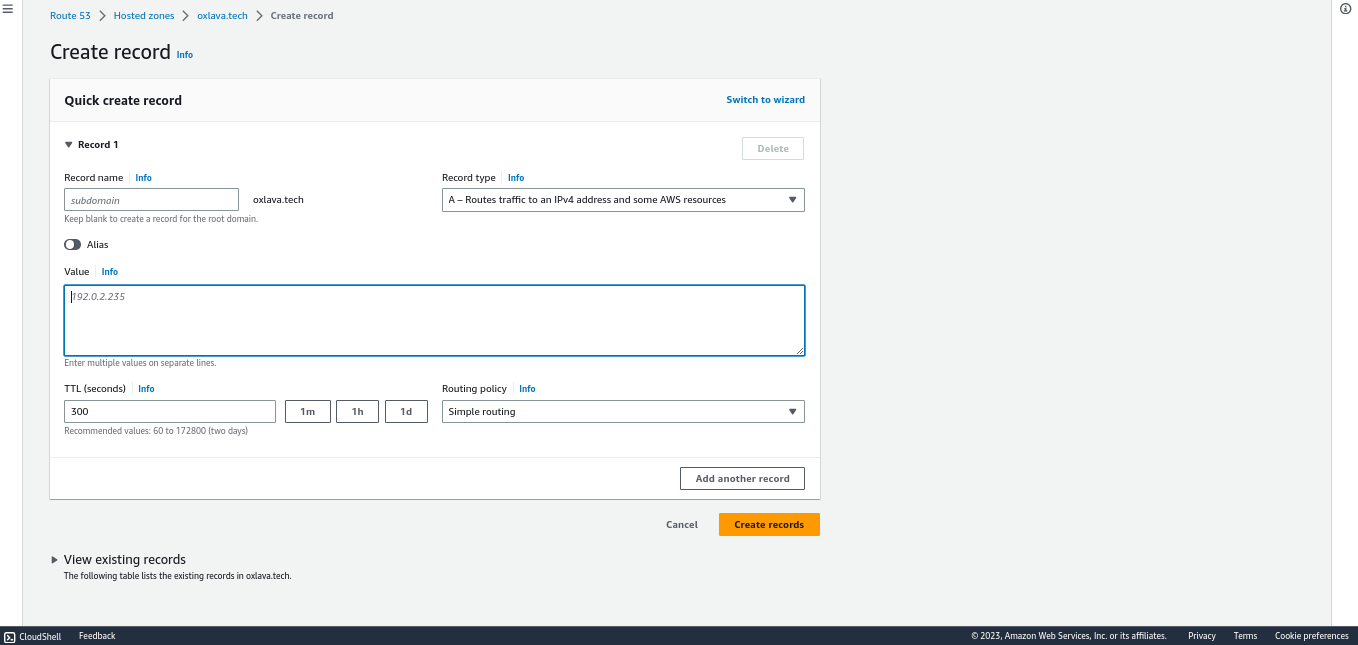 Route 53 > Hosted zones > oxlava.tech > Create record
Create record Info
Quick create record Switch to wizard
Record 1 Delete
Record name Info Record type Info
subdomain oxlava.tech A – Routes traffic to an IPv4 address and some AWS resources
Keep blank to create a record for the root domain.
Alias
Value Info
192.0.2.235
Enter multiple values on separate lines.
TTL (seconds) Info Routing policy Info
300 1m 1h 1d Simple routing
Recommended values: 60 to 172800 (two days)
Add another record
Cancel Create records
View existing records
The following table lists the existing records in oxlava.tech.
CloudShell Feedback © 2023, Amazon Web Services, Inc. or its affiliates. Privacy Terms Cookie preferences